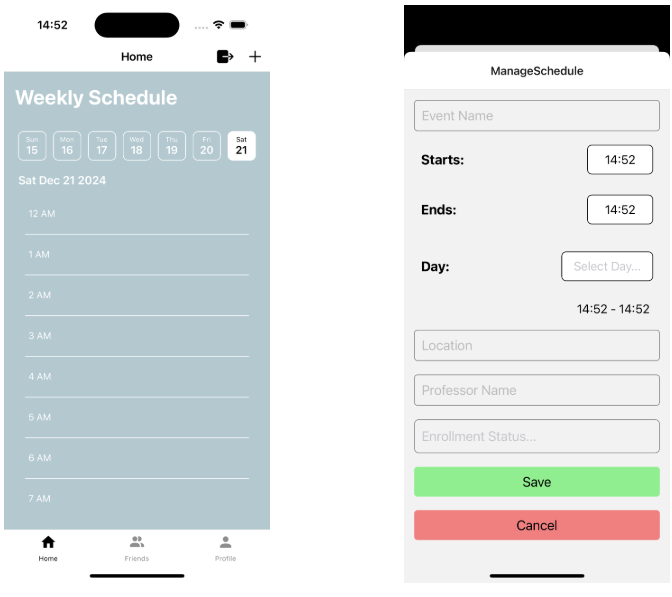 14:52
Home
Weekly Schedule
Sun Mon Tue Wed Thu Fri Sat
15 16 17 18 19 20 21
Sat Dec 21 2024
12 AM
1 AM
2 AM
3 AM
4 AM
5 AM
6 AM
7 AM
Home Friends Profile
ManageSchedule
Event Name
Starts: 14:52
Ends: 14:52
Day: Select Day...
14:52 - 14:52
Location
Professor Name
Enrollment Status...
Save
Cancel